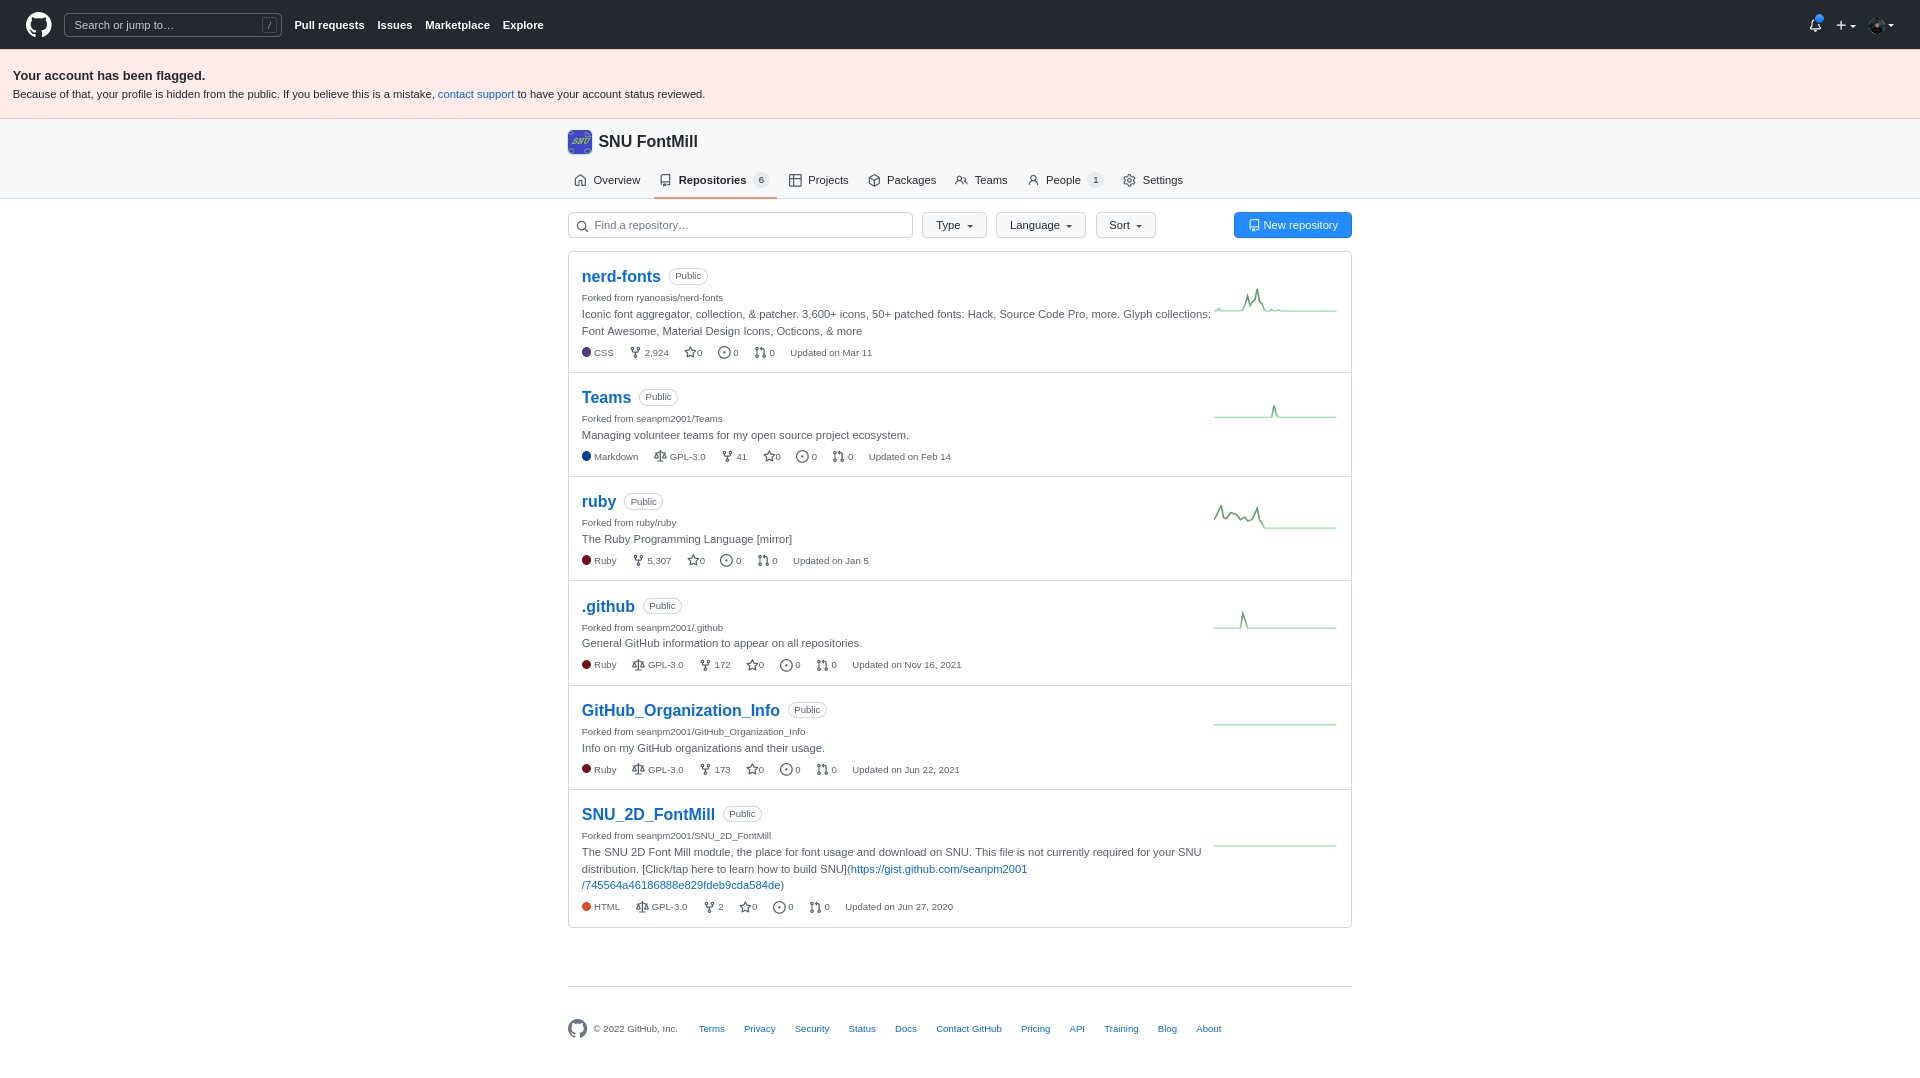 Search or jump to… /
Pull requests Issues Marketplace Explore
Your account has been flagged.
Because of that, your profile is hidden from the public. If you believe this is a mistake, contact support to have your account status reviewed.
SNU
SNU FontMill
Overview Repositories 6 Projects Packages Teams People 1 Settings
Find a repository… Type Language Sort New repository
nerd-fonts Public
Forked from ryanoasis/nerd-fonts
Iconic font aggregator, collection, & patcher. 3,600+ icons, 50+ patched fonts: Hack, Source Code Pro, more. Glyph collections:
Font Awesome, Material Design Icons, Octicons, & more
CSS 2,924 0 0 0 Updated on Mar 11
Teams Public
Forked from seanpm2001/Teams
Managing volunteer teams for my open source project ecosystem.
Markdown GPL-3.0 41 0 0 0 Updated on Feb 14
ruby Public
Forked from ruby/ruby
The Ruby Programming Language [mirror]
Ruby 5,307 0 0 0 Updated on Jan 5
.github Public
Forked from seanpm2001/.github
General GitHub information to appear on all repositories.
Ruby GPL-3.0 172 0 0 0 Updated on Nov 16, 2021
GitHub_Organization_Info Public
Forked from seanpm2001/GitHub_Organization_Info
Info on my GitHub organizations and their usage.
Ruby GPL-3.0 173 0 0 0 Updated on Jun 22, 2021
SNU_2D_FontMill Public
Forked from seanpm2001/SNU_2D_FontMill
The SNU 2D Font Mill module, the place for font usage and download on SNU. This file is not currently required for your SNU
distribution. [Click/tap here to learn how to build SNU](https://gist.github.com/seanpm2001
/745564a46186888e829fdeb9cda584de)
HTML GPL-3.0 2 0 0 0 Updated on Jun 27, 2020
© 2022 GitHub, Inc. Terms Privacy Security Status Docs Contact GitHub Pricing API Training Blog About